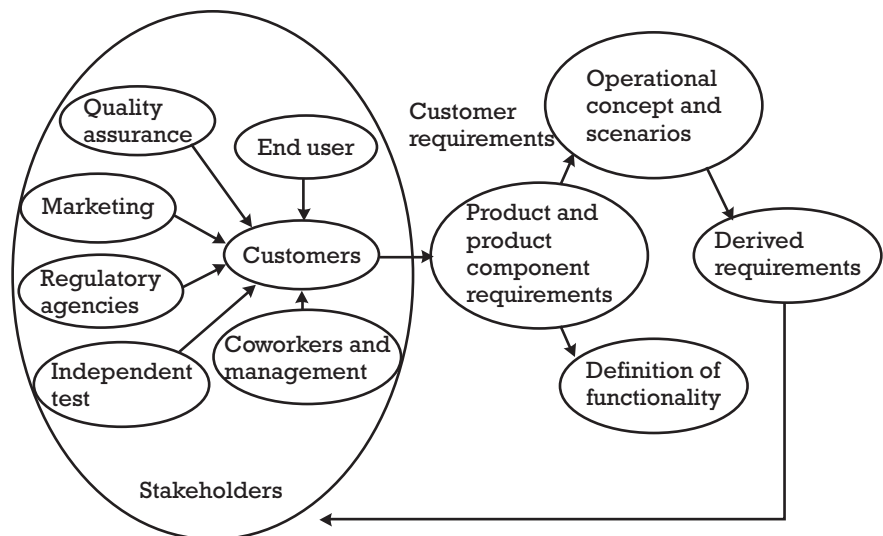 Quality
assurance
End user
Marketing
Customers
Regulatory
agencies
Coworkers and
management
Independent
test
Stakeholders
Customer
requirements
Operational
concept and
scenarios
Product and
product
component
requirements
Derived
requirements
Definition of
functionality